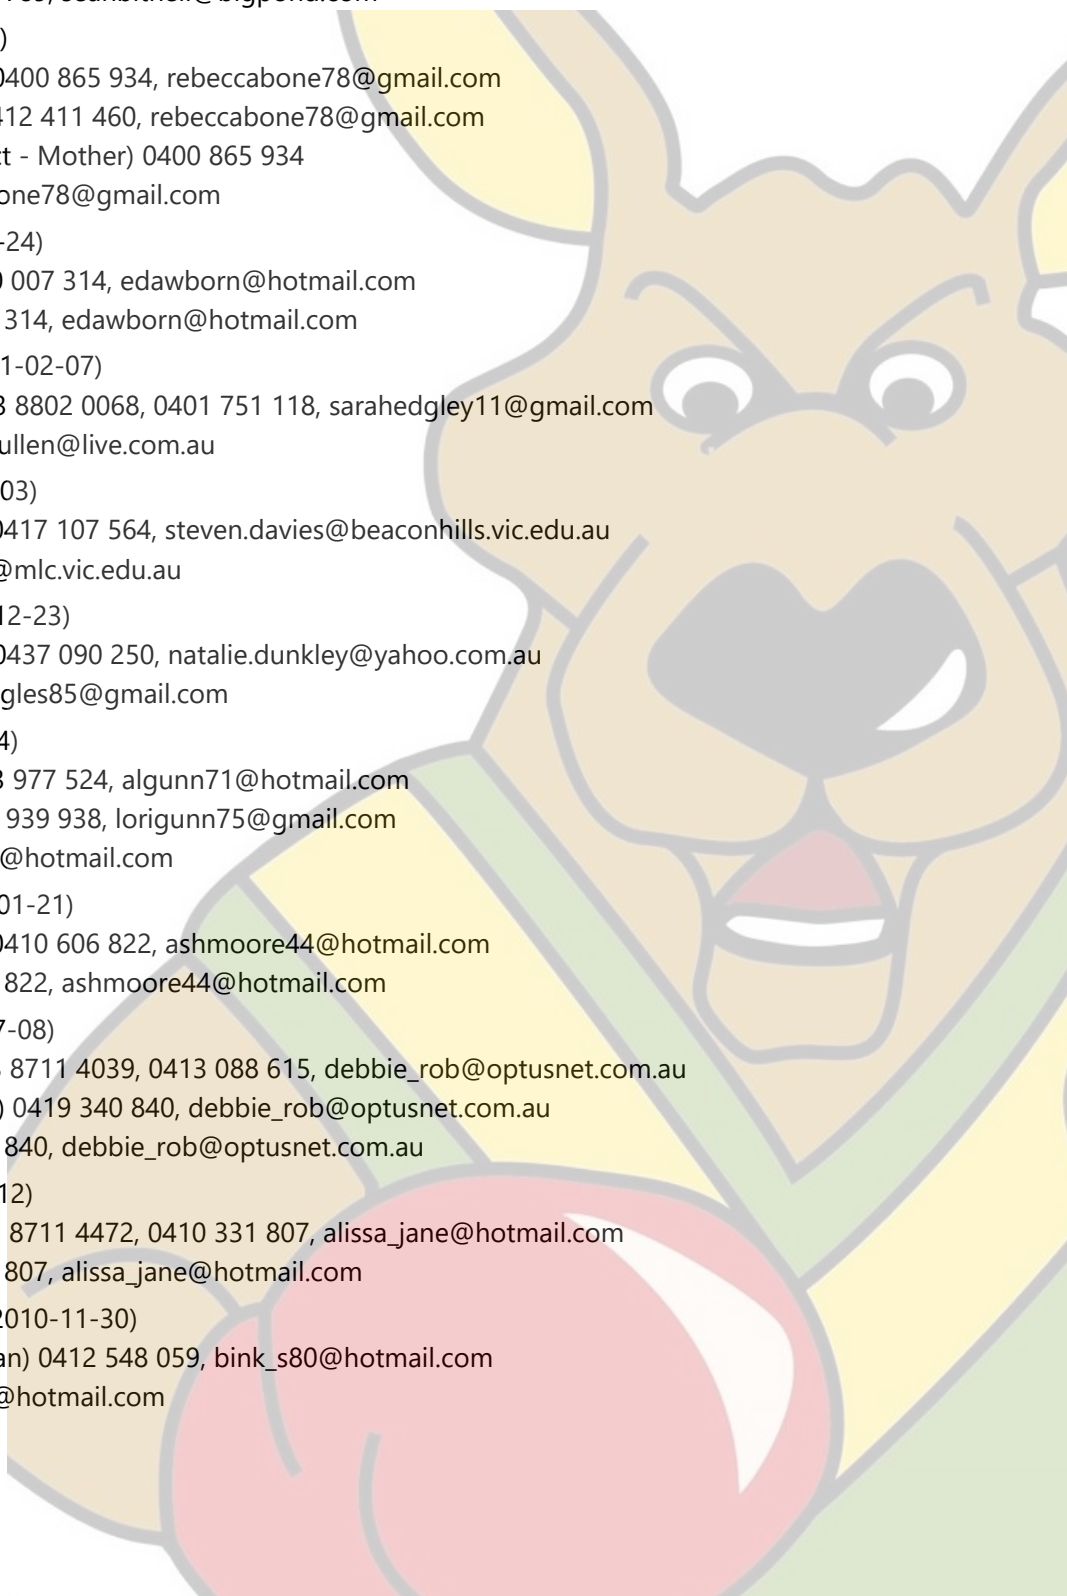 )
0400 865 934, rebeccabone78@gmail.com
412 411 460, rebeccabone78@gmail.com
ct - Mother) 0400 865 934
one78@gmail.com
-24)
0 007 314, edawborn@hotmail.com
314, edawborn@hotmail.com
1-02-07)
3 8802 0068, 0401 751 118, sarahedgley11@gmail.com
ullen@live.com.au
03)
0417 107 564, steven.davies@beaconhills.vic.edu.au
@mlc.vic.edu.au
12-23)
0437 090 250, natalie.dunkley@yahoo.com.au
gles85@gmail.com
4)
3 977 524, algunn71@hotmail.com
939 938, lorigunn75@gmail.com
@hotmail.com
01-21)
0410 606 822, ashmoore44@hotmail.com
822, ashmoore44@hotmail.com
7-08)
8711 4039, 0413 088 615, debbie_rob@optusnet.com.au
) 0419 340 840, debbie_rob@optusnet.com.au
840, debbie_rob@optusnet.com.au
12)
8711 4472, 0410 331 807, alissa_jane@hotmail.com
807, alissa_jane@hotmail.com
2010-11-30)
an) 0412 548 059, bink_s80@hotmail.com
@hotmail.com